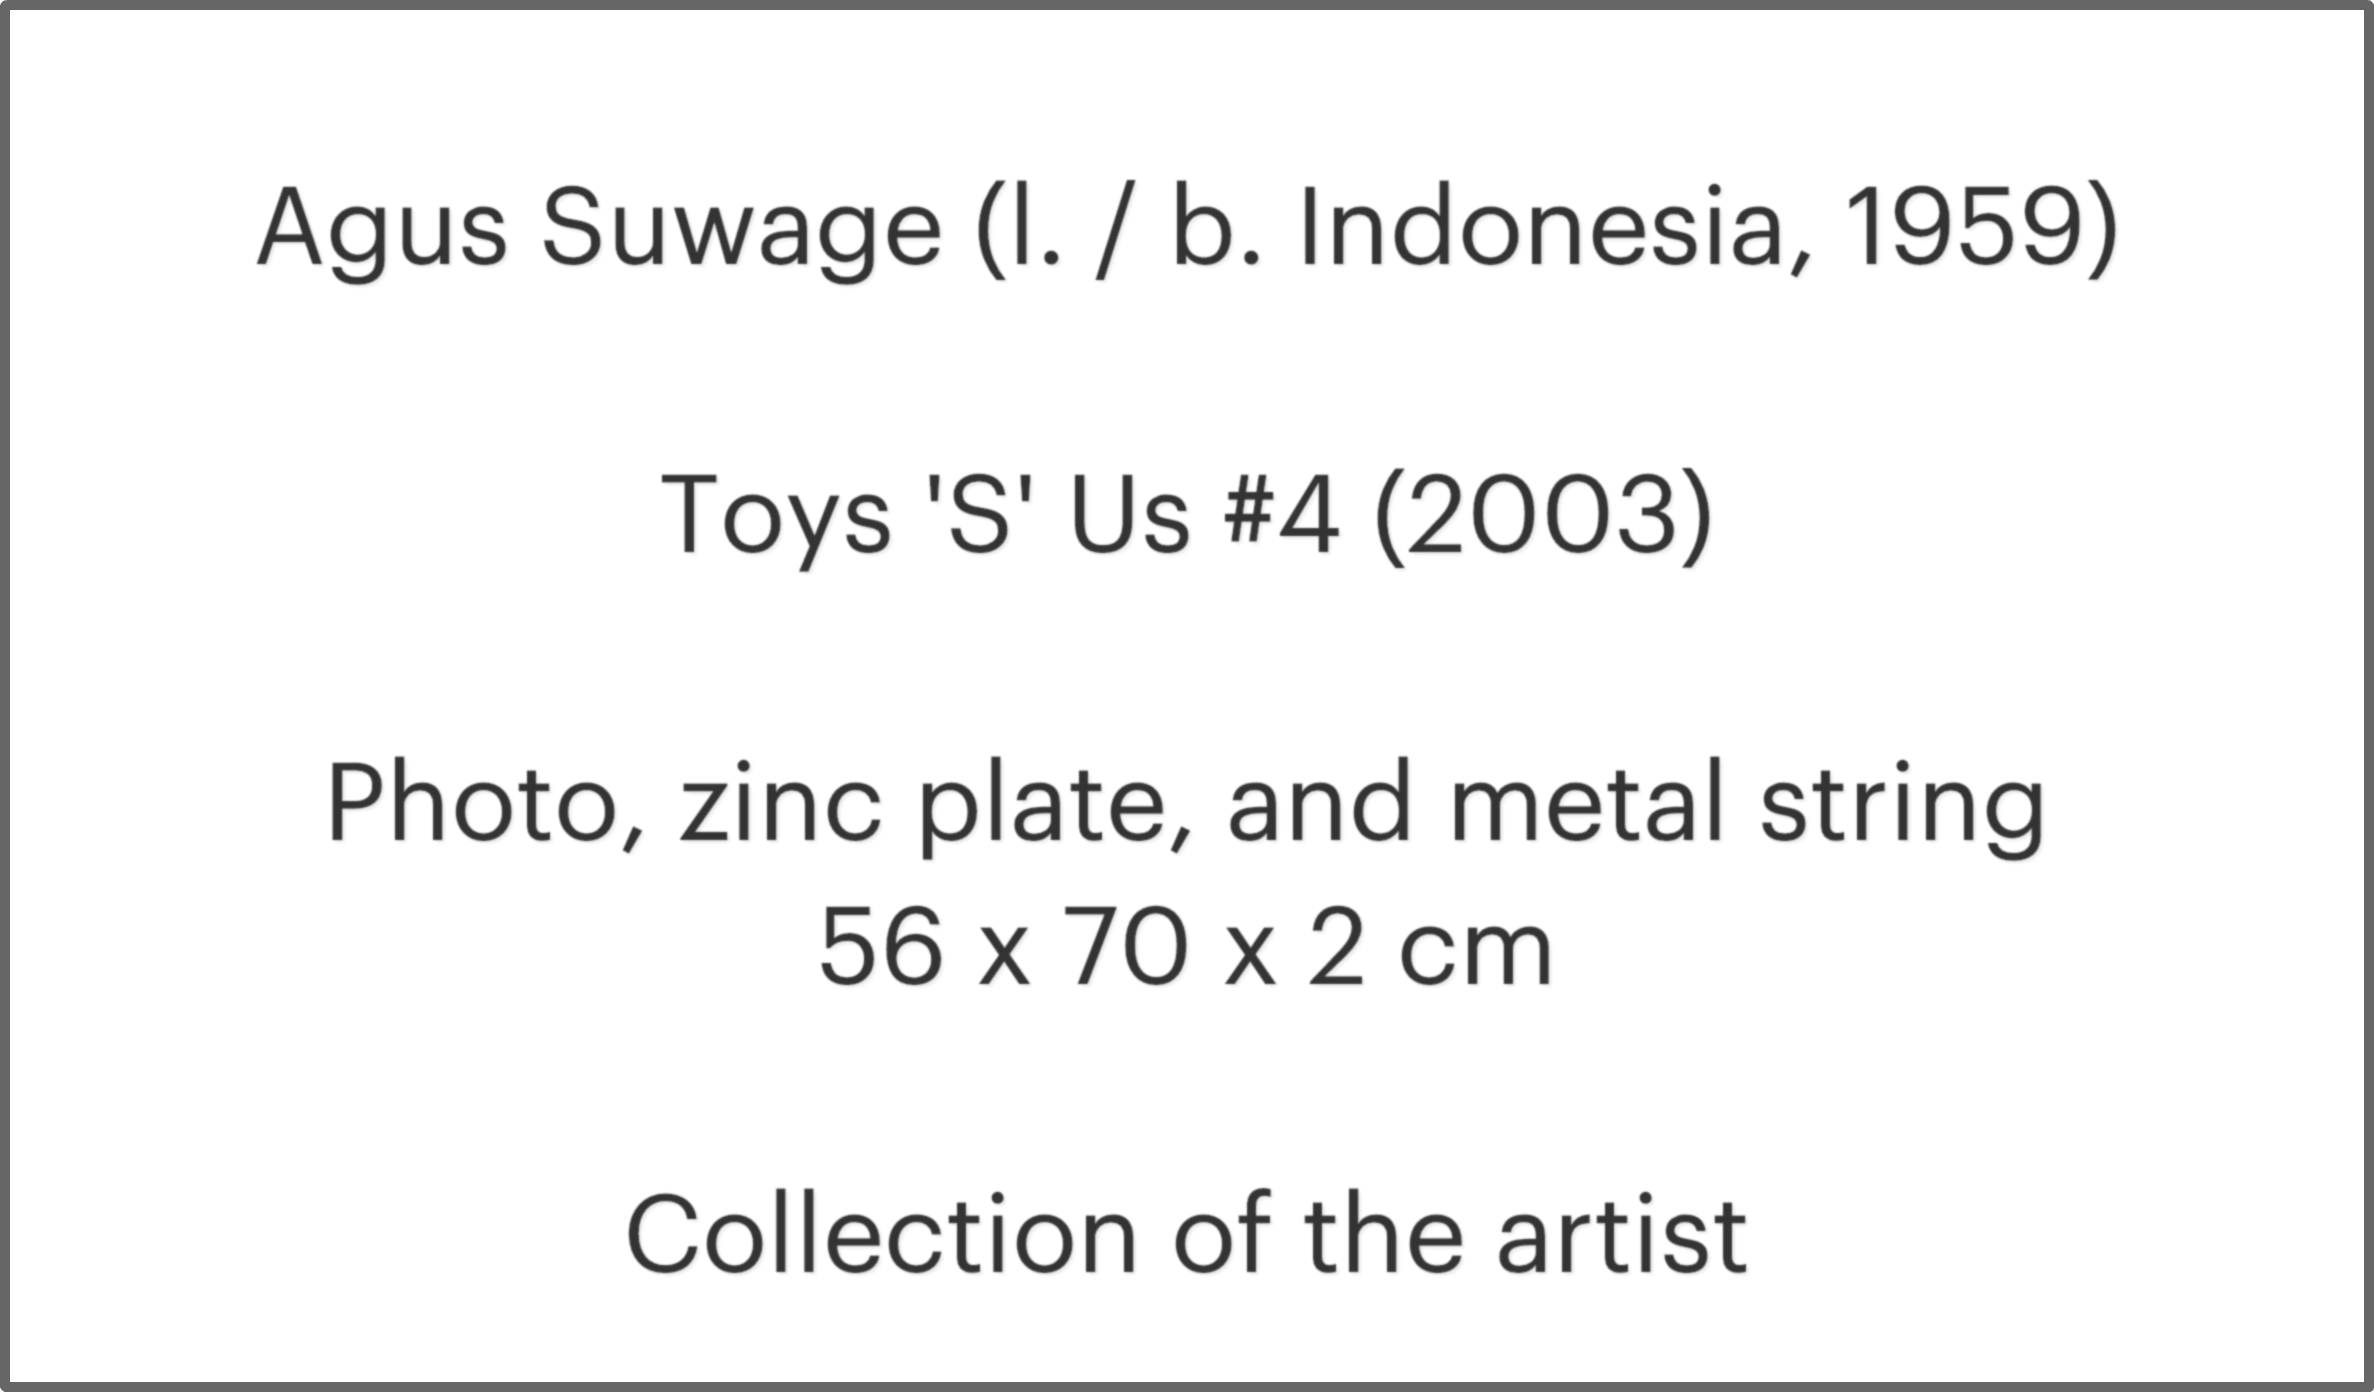 Agus Suwage (l. / b. Indonesia, 1959)
Toys 'S' Us #4 (2003)
Photo, zinc plate, and metal string
56 x 70 x 2 cm
Collection of the artist